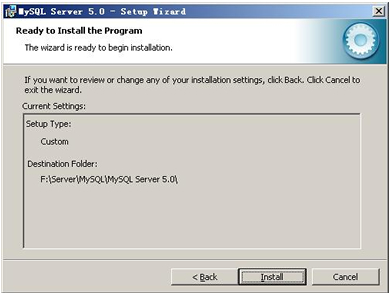 MySQL Server 5.0 - Setup Wizard
Ready to Install the Program
The wizard is ready to begin installation.
If you want to review or change any of your installation settings, click Back. Click Cancel to
exit the wizard.
Current Settings:
Setup Type:
Custom
Destination Folder:
F:\Server\MySQL\MySQL Server 5.0\
< Back
Install
Cancel